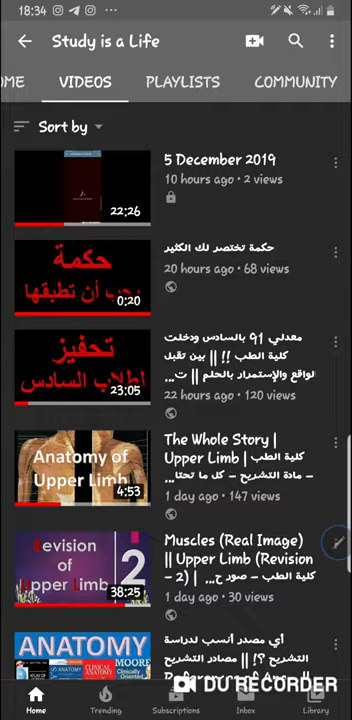 18:34
Study is a Life
OME VIDEOS PLAYLISTS COMMUNITY
Sort by
22:26
5 December 2019
10 hours ago • 2 views
حكمة
يجب أن تطبقها
0:20
حكمة تختصر لك الكثير
20 hours ago • 68 views
تحفيز
لطلاب السادس
23:05
معدلي 91 بالسادس ودخلت
كلية الطب !! || بين تقبل
الواقع والإستمرار بالحلم || ت...
22 hours ago • 120 views
Anatomy of
Upper Limb
4:53
The Whole Story |
Upper Limb | كلية الطب
– مادة التشريح – كل ما تحتا...
1 day ago • 147 views
Revision
of
Upper Limb
2
38:25
Muscles (Real Image)
|| Upper Limb (Revision
– 2) | كلية الطب – صور ح...
1 day ago • 30 views
ANATOMY
ATLAS OF
CLINICAL
ANATOMY
MOORE
Clinically
Oriented
أي مصدر أنسب لدراسة
التشريح ؟! || مصادر التشريح
DU RECORDER
Home Trending Subscriptions Inbox Library